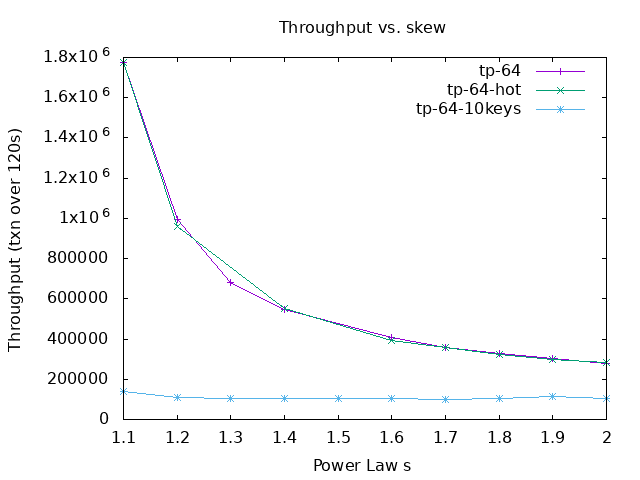 Throughput vs. skew
1.8x10^6
1.6x10^6
1.4x10^6
1.2x10^6
1x10^6
800000
600000
400000
200000
0
Throughput (txn over 120s)
tp-64
tp-64-hot
tp-64-10keys
1.1 1.2 1.3 1.4 1.5 1.6 1.7 1.8 1.9 2
Power Law s